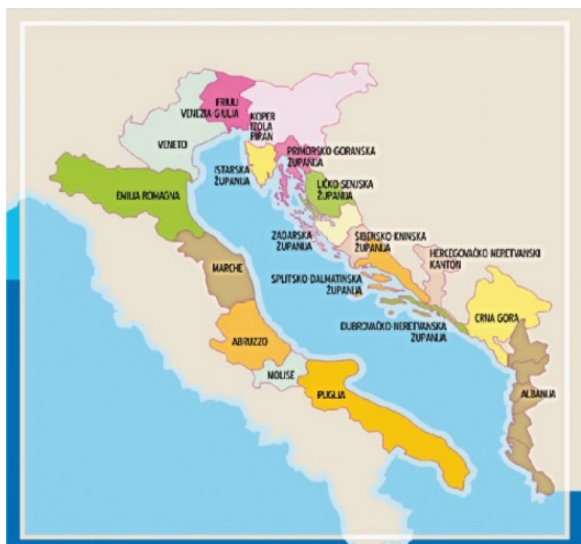 FRIULI
VENEZIA-GIULIA
KOPER
IZOLA
PIRAN
VENETO
PRIMORSKO-GORANSKA
ŽUPANIJA
ISTARSKA
ŽUPANIJA
LIČKO-SENJSKA
ŽUPANIJA
EMILIA ROMAGNA
ZADARSKA
ŽUPANIJA
ŠIBENSKO-KNINSKA
ŽUPANIJA
HERCEGOVAČKO NERETVANSKI
KANTON
MARCHE
SPLITSKO-DALMATINSKA
ŽUPANIJA
CRNA GORA
DUBROVAČKO-NERETVANSKA
ŽUPANIJA
ABRUZZO
MOLISE
PUGLIA
ALBANIJA